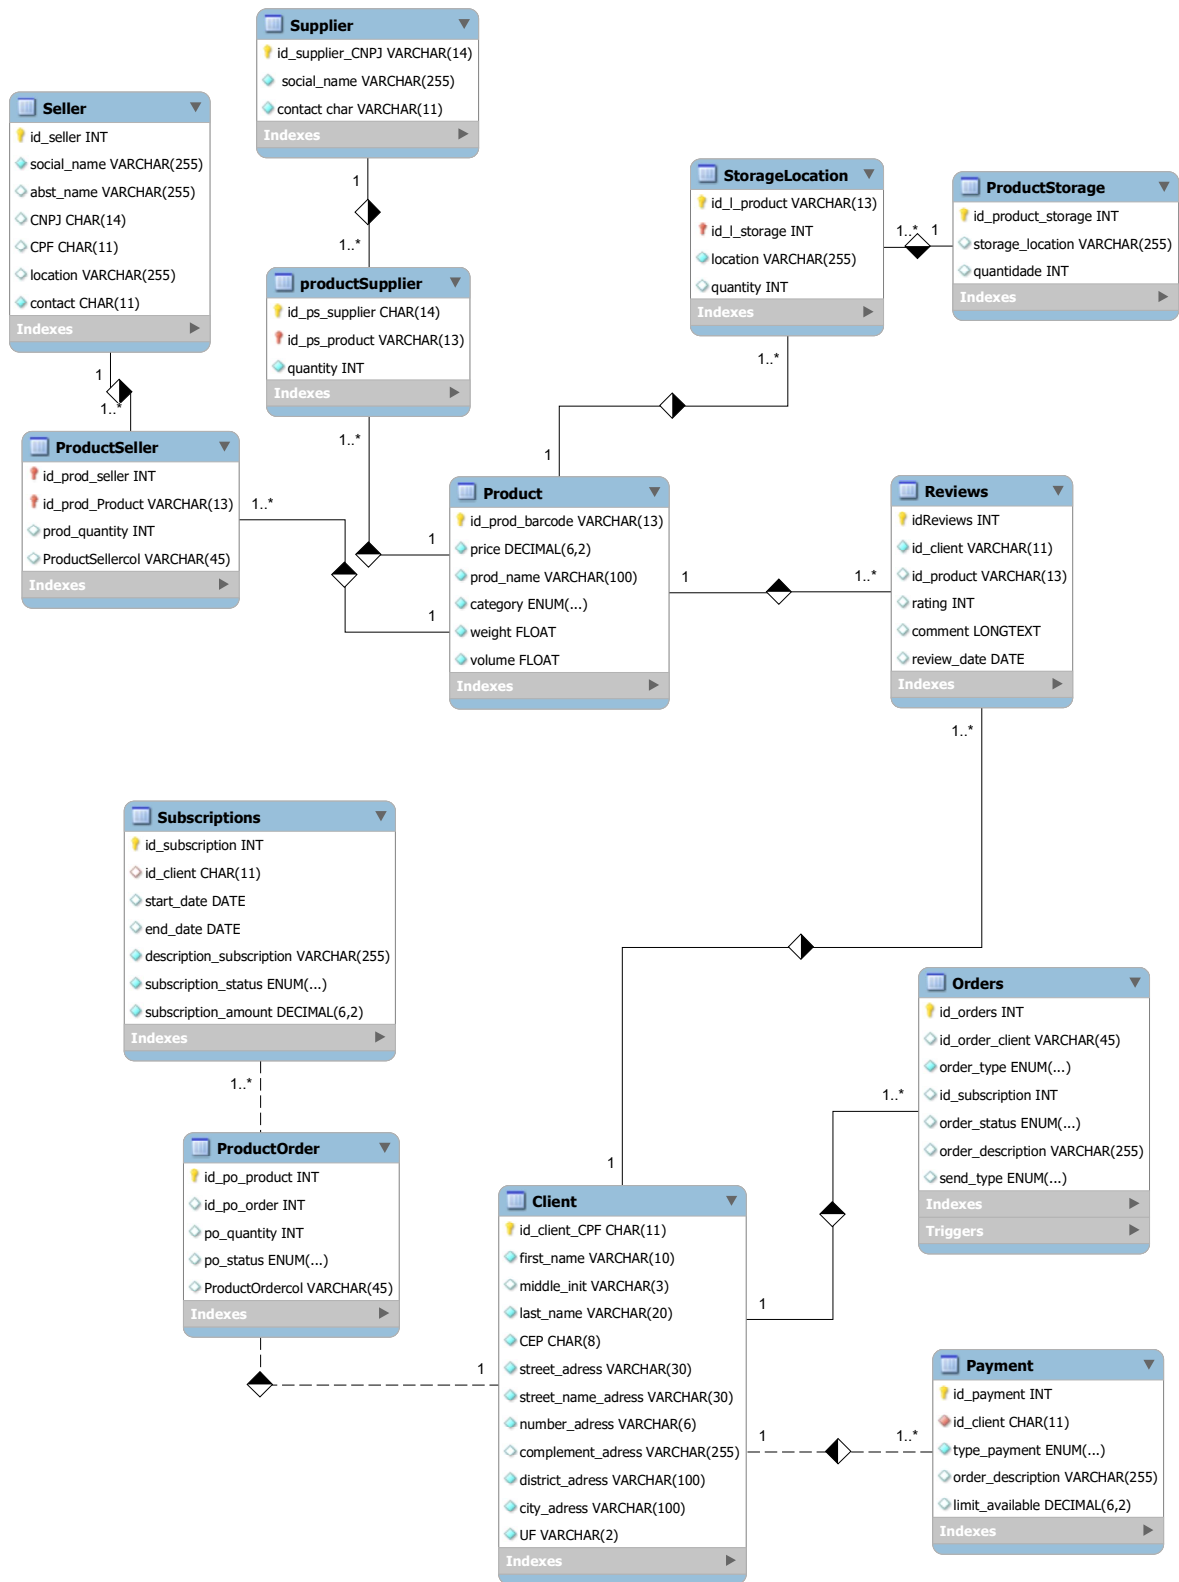 Supplier
id_supplier_CNPJ VARCHAR(14)
social_name VARCHAR(255)
contact char VARCHAR(11)
Indexes
Seller
id_seller INT
social_name VARCHAR(255)
abst_name VARCHAR(255)
CNPJ CHAR(14)
CPF CHAR(11)
location VARCHAR(255)
contact CHAR(11)
Indexes
1
1..*
StorageLocation
id_l_product VARCHAR(13)
id_l_storage INT
location VARCHAR(255)
quantity INT
Indexes
1..*
1
ProductStorage
id_product_storage INT
storage_location VARCHAR(255)
quantidade INT
Indexes
productSupplier
id_ps_supplier CHAR(14)
id_ps_product VARCHAR(13)
quantity INT
Indexes
1
1..*
1..*
1..*
1
ProductSeller
id_prod_seller INT
id_prod_Product VARCHAR(13)
prod_quantity INT
ProductSellercol VARCHAR(45)
Indexes
1..*
1
1
Product
id_prod_barcode VARCHAR(13)
price DECIMAL(6,2)
prod_name VARCHAR(100)
category ENUM(...)
weight FLOAT
volume FLOAT
Indexes
1
1..*
Reviews
idReviews INT
id_client VARCHAR(11)
id_product VARCHAR(13)
rating INT
comment LONGTEXT
review_date DATE
Indexes
1..*
Subscriptions
id_subscription INT
id_client CHAR(11)
start_date DATE
end_date DATE
description_subscription VARCHAR(255)
subscription_status ENUM(...)
subscription_amount DECIMAL(6,2)
Indexes
1..*
Orders
id_orders INT
id_order_client VARCHAR(45)
order_type ENUM(...)
id_subscription INT
order_status ENUM(...)
order_description VARCHAR(255)
send_type ENUM(...)
Indexes
Triggers
1..*
1
ProductOrder
id_po_product INT
id_po_order INT
po_quantity INT
po_status ENUM(...)
ProductOrdercol VARCHAR(45)
Indexes
1
Client
id_client_CPF CHAR(11)
first_name VARCHAR(10)
middle_init VARCHAR(3)
last_name VARCHAR(20)
CEP CHAR(8)
street_adress VARCHAR(30)
street_name_adress VARCHAR(30)
number_adress VARCHAR(6)
complement_adress VARCHAR(255)
district_adress VARCHAR(100)
city_adress VARCHAR(100)
UF VARCHAR(2)
Indexes
1
1
1..*
Payment
id_payment INT
id_client CHAR(11)
type_payment ENUM(...)
order_description VARCHAR(255)
limit_available DECIMAL(6,2)
Indexes